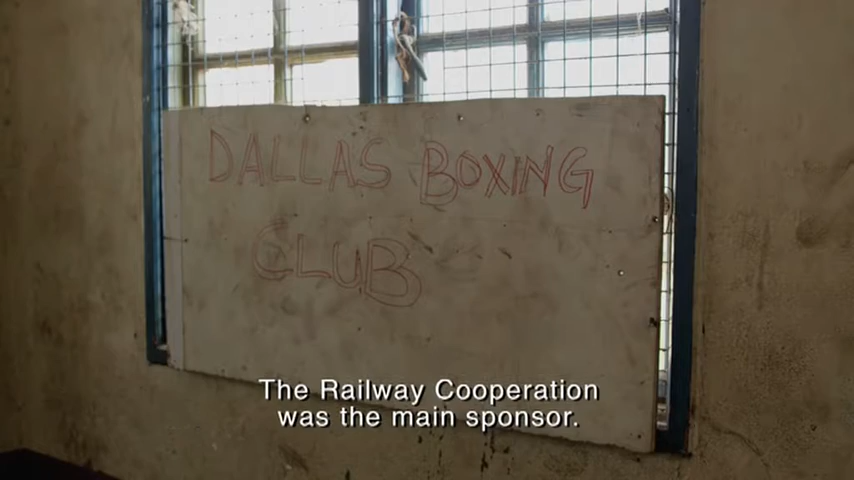 DALLAS BOXING
CLUB
The Railway Cooperation
was the main sponsor.